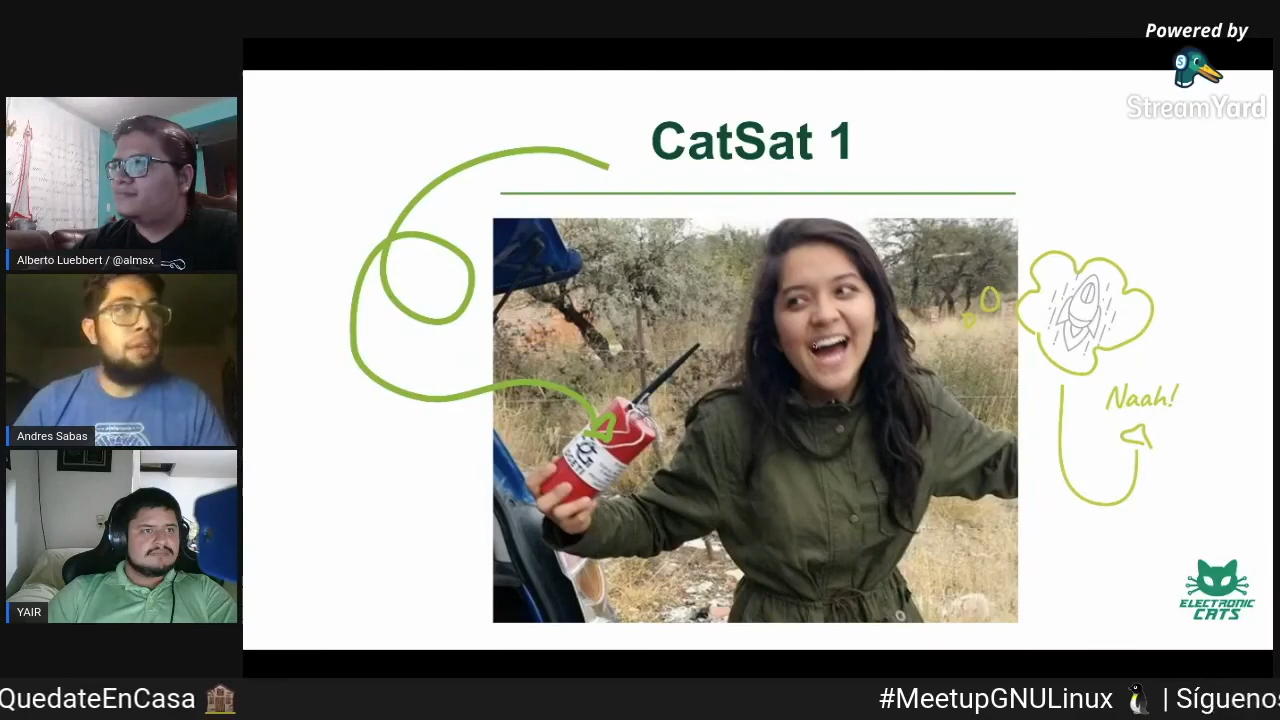 Powered by
StreamYard
CatSat 1
Alberto Luebbert / @almsx
Naah!
Andres Sabas
ELECTRONIC
CATS
YAIR
QuedateEnCasa
#MeetupGNULinux 🐧 | Síguenos